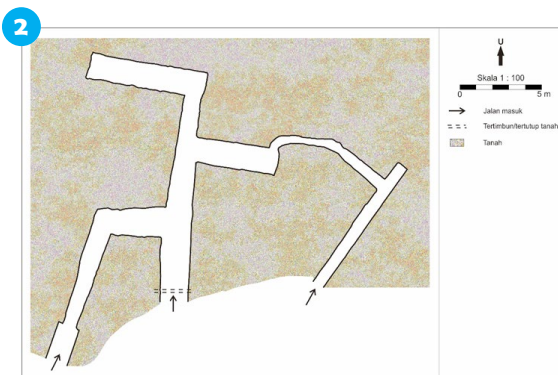 2
U
Skala 1 : 100
0 5 m
Jalan masuk
Tertimbun/tertutup tanah
Tanah